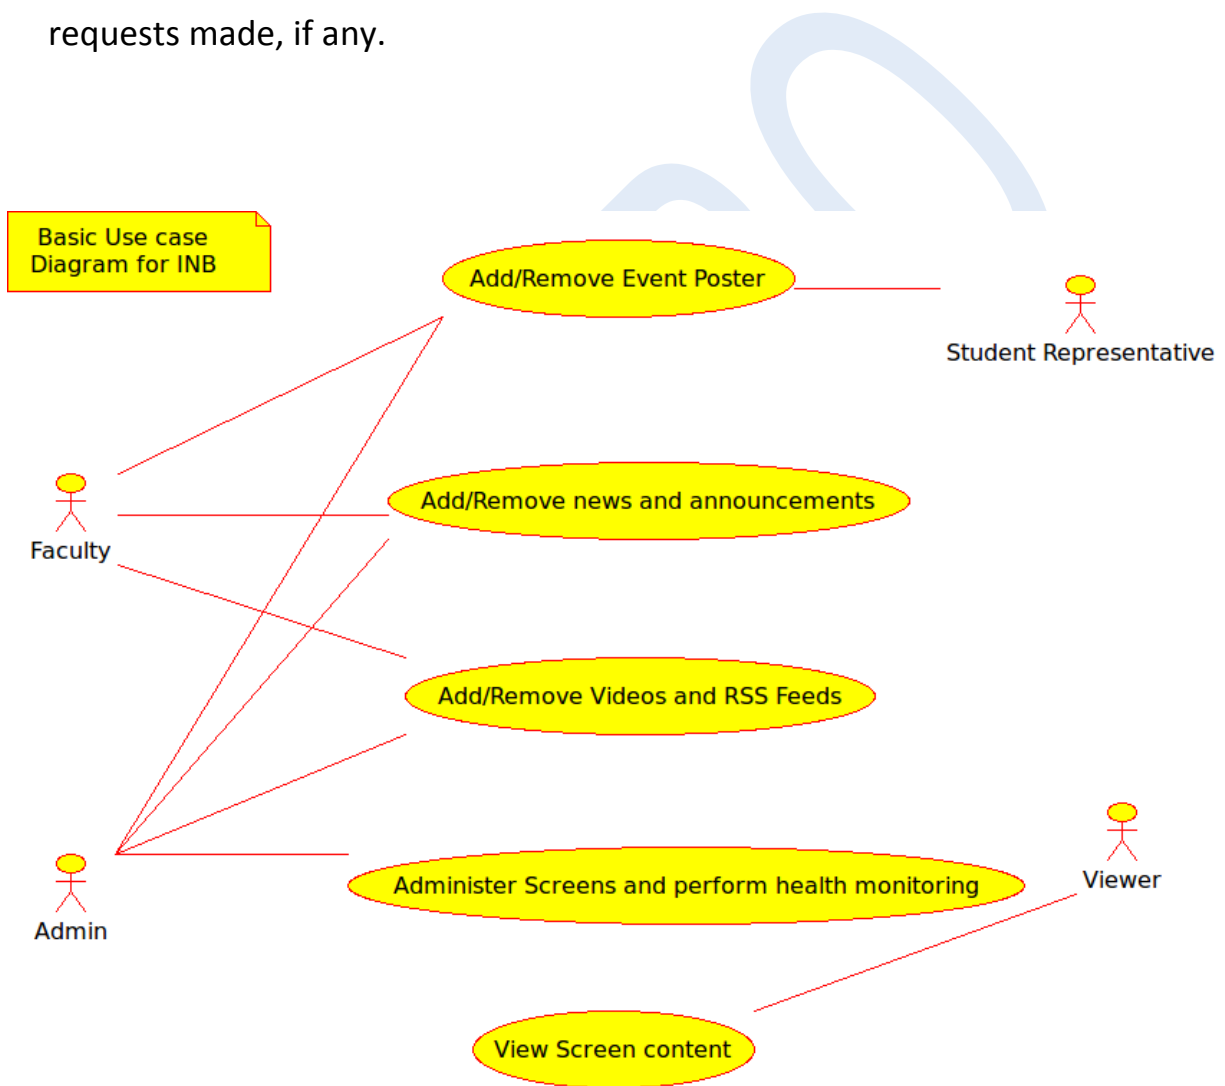 requests made, if any.
Basic Use case
Diagram for INB
Add/Remove Event Poster
Student Representative
Add/Remove news and announcements
Faculty
Add/Remove Videos and RSS Feeds
Administer Screens and perform health monitoring
Viewer
Admin
View Screen content